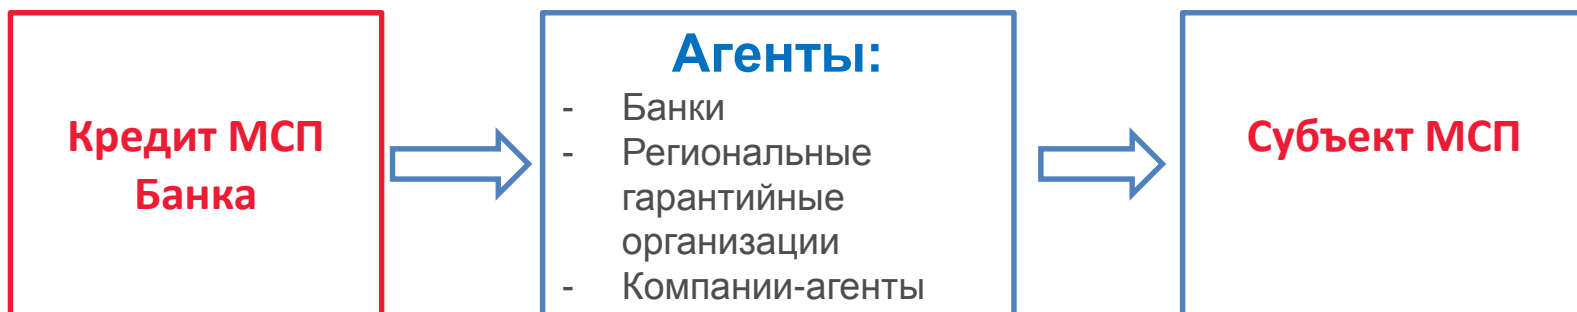 Кредит МСП
Банка
Агенты:
- Банки
- Региональные
гарантийные
организации
- Компании-агенты
Субъект МСП